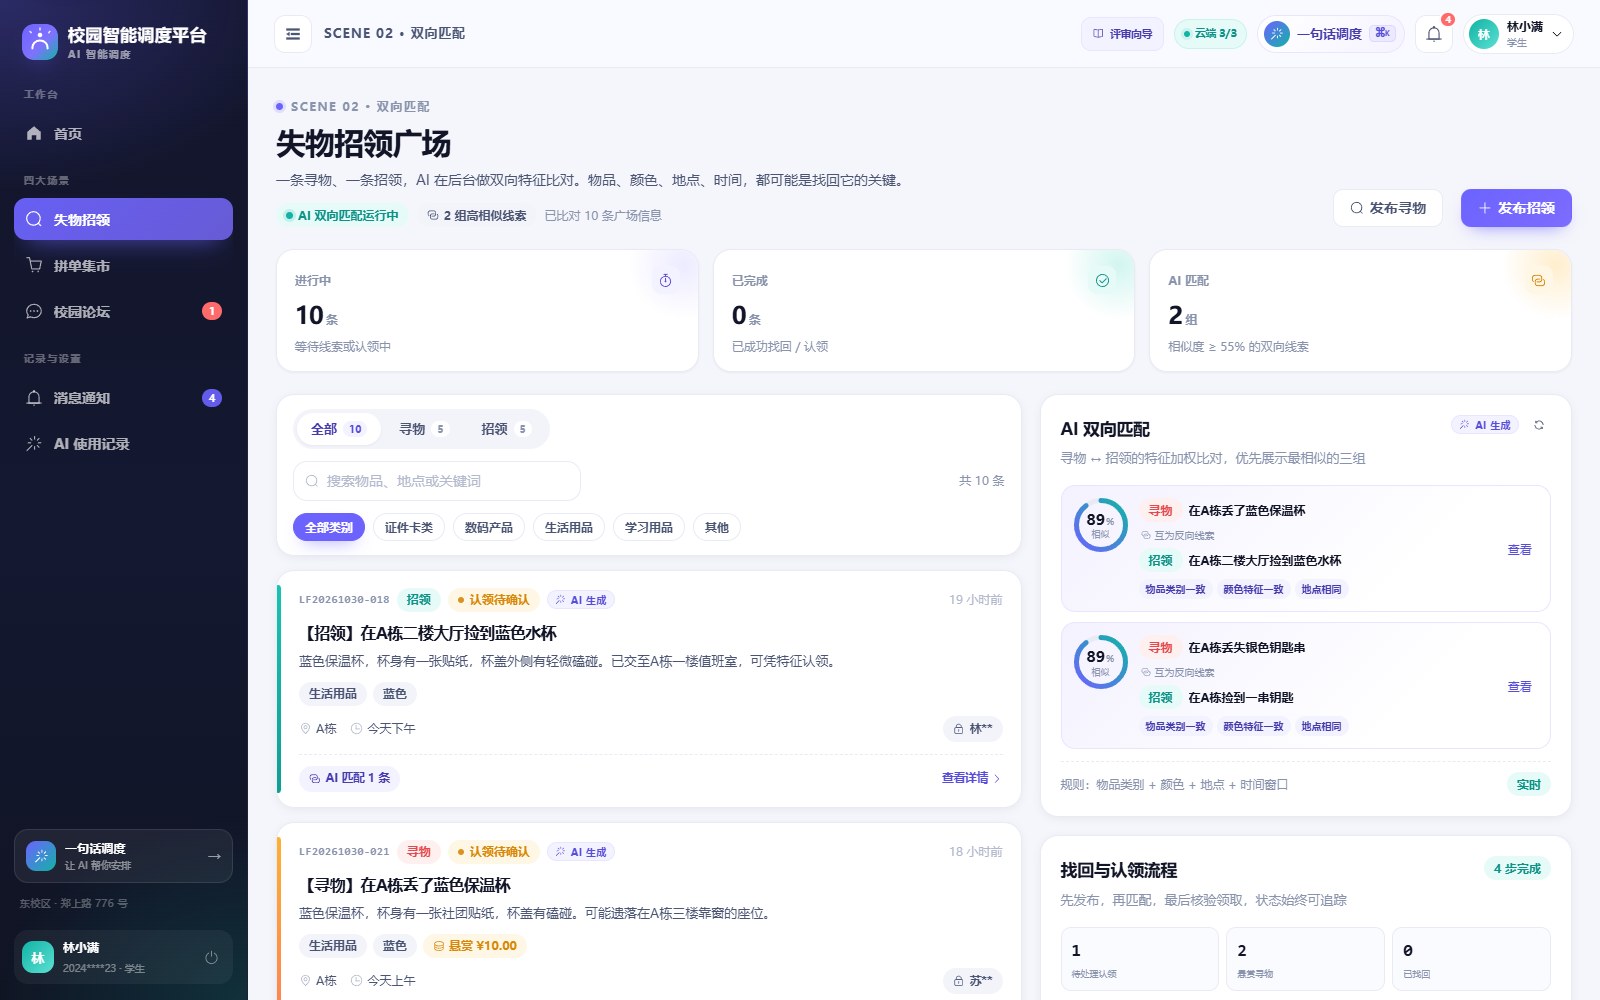 校园智能调度平台
AI 智能调度
工作台
首页
四大场景
失物招领
拼单集市
校园论坛
1
记录与设置
消息通知
4
AI 使用记录
一句话调度
让 AI 帮你安排
→
东校区 · 郑上路 776 号
林
林小满
2024****23 · 学生
SCENE 02 • 双向匹配
评审向导
云端 3/3
一句话调度
⌘K
4
林
林小满
学生
SCENE 02 • 双向匹配
失物招领广场
一条寻物、一条招领，AI 在后台做双向特征比对。物品、颜色、地点、时间，都可能是找回它的关键。
AI 双向匹配运行中
2 组高相似线索
已比对 10 条广场信息
发布寻物
发布招领
进行中
10 条
等待线索或认领中
已完成
0 条
已成功找回 / 认领
AI 匹配
2 组
相似度 ≥ 55% 的双向线索
全部 10
寻物 5
招领 5
搜索物品、地点或关键词
共 10 条
全部类别
证件卡类
数码产品
生活用品
学习用品
其他
LF20261030-018
招领
认领待确认
AI 生成
19 小时前
【招领】在A栋二楼大厅捡到蓝色水杯
蓝色保温杯，杯身有一张贴纸，杯盖外侧有轻微磕碰。已交至A栋一楼值班室，可凭特征认领。
生活用品
蓝色
A栋
今天下午
林**
AI 匹配 1 条
查看详情
LF20261030-021
寻物
认领待确认
AI 生成
18 小时前
【寻物】在A栋丢了蓝色保温杯
蓝色保温杯，杯身有一张社团贴纸，杯盖有磕碰。可能遗落在A栋三楼靠窗的座位。
生活用品
蓝色
悬赏 ¥10.00
A栋
今天上午
苏**
AI 双向匹配
AI 生成
寻物 ↔ 招领的特征加权比对，优先展示最相似的三组
89%
相似
寻物
在A栋丢了蓝色保温杯
互为反向线索
招领
在A栋二楼大厅捡到蓝色水杯
物品类别一致
颜色特征一致
地点相同
查看
89%
相似
寻物
在A栋丢失银色钥匙串
互为反向线索
招领
在A栋捡到一串钥匙
物品类别一致
颜色特征一致
地点相同
查看
规则：物品类别 + 颜色 + 地点 + 时间窗口
实时
找回与认领流程
4 步完成
先发布，再匹配，最后核验领取，状态始终可追踪
1
待处理认领
2
悬赏寻物
0
已找回